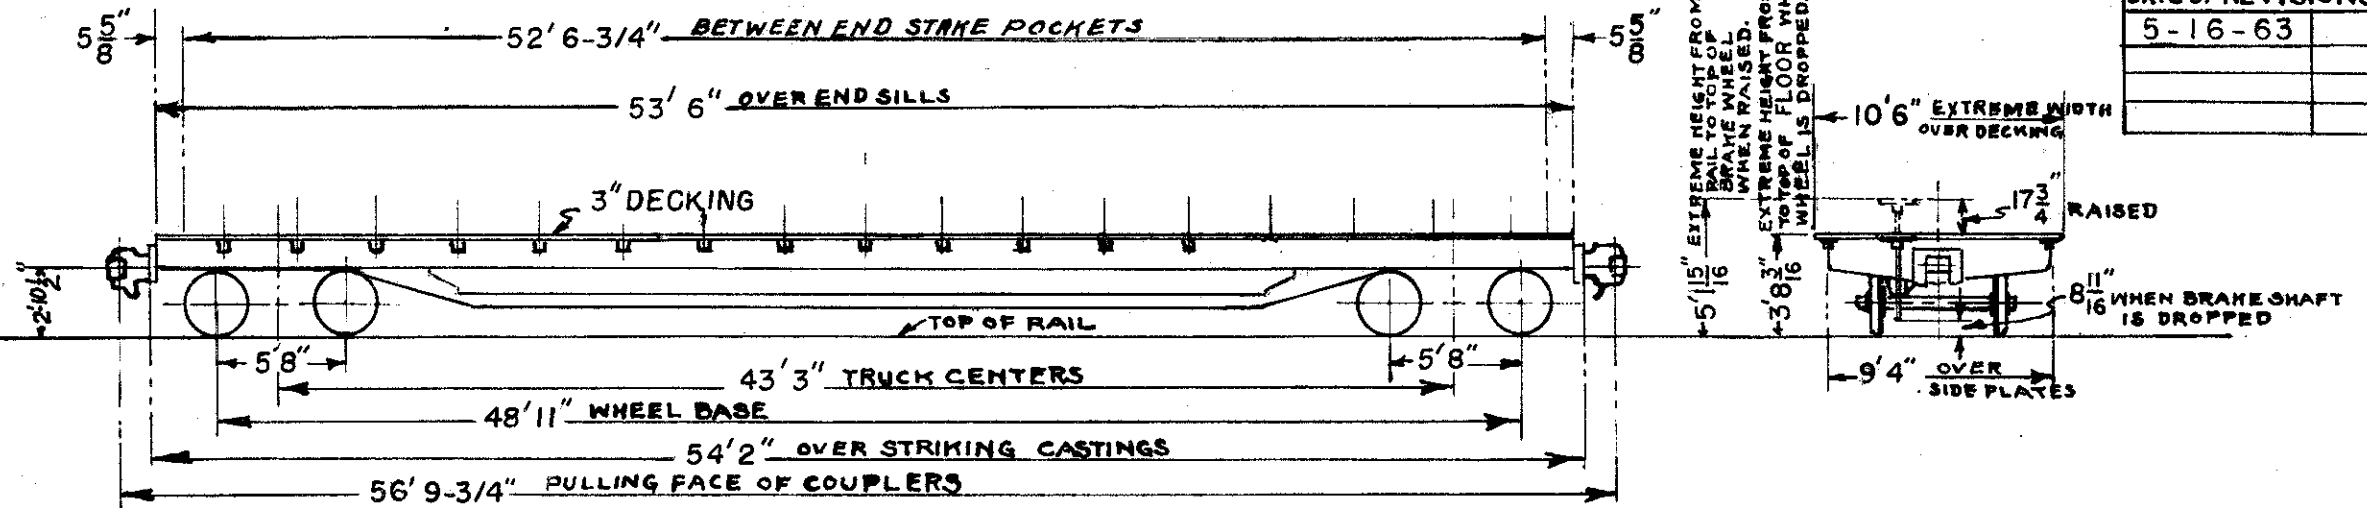 5 5/8"
52' 6-3/4" BETWEEN END STAKE POCKETS
5 5/8"
53' 6" OVER END SILLS
3" DECKING
2'-10 1/2"
TOP OF RAIL
5'8"
5'8"
43'3" TRUCK CENTERS
48'11" WHEEL BASE
54'2" OVER STRIKING CASTINGS
56' 9-3/4" PULLING FACE OF COUPLERS
5'1 15/16" EXTREME HEIGHT FROM
RAIL TO TOP OF
BRAKE WHEEL
WHEN RAISED.
3'8 3/16" EXTREME HEIGHT FROM
TO TOP OF FLOOR
WHEEL IS DROPPED.
10'6" EXTREME WIDTH
OVER DECKING
17 3/4" RAISED
8 11/16" WHEN BRAKE SHAFT
IS DROPPED
9'4" OVER
SIDE PLATES
REVISIONS
5-16-63